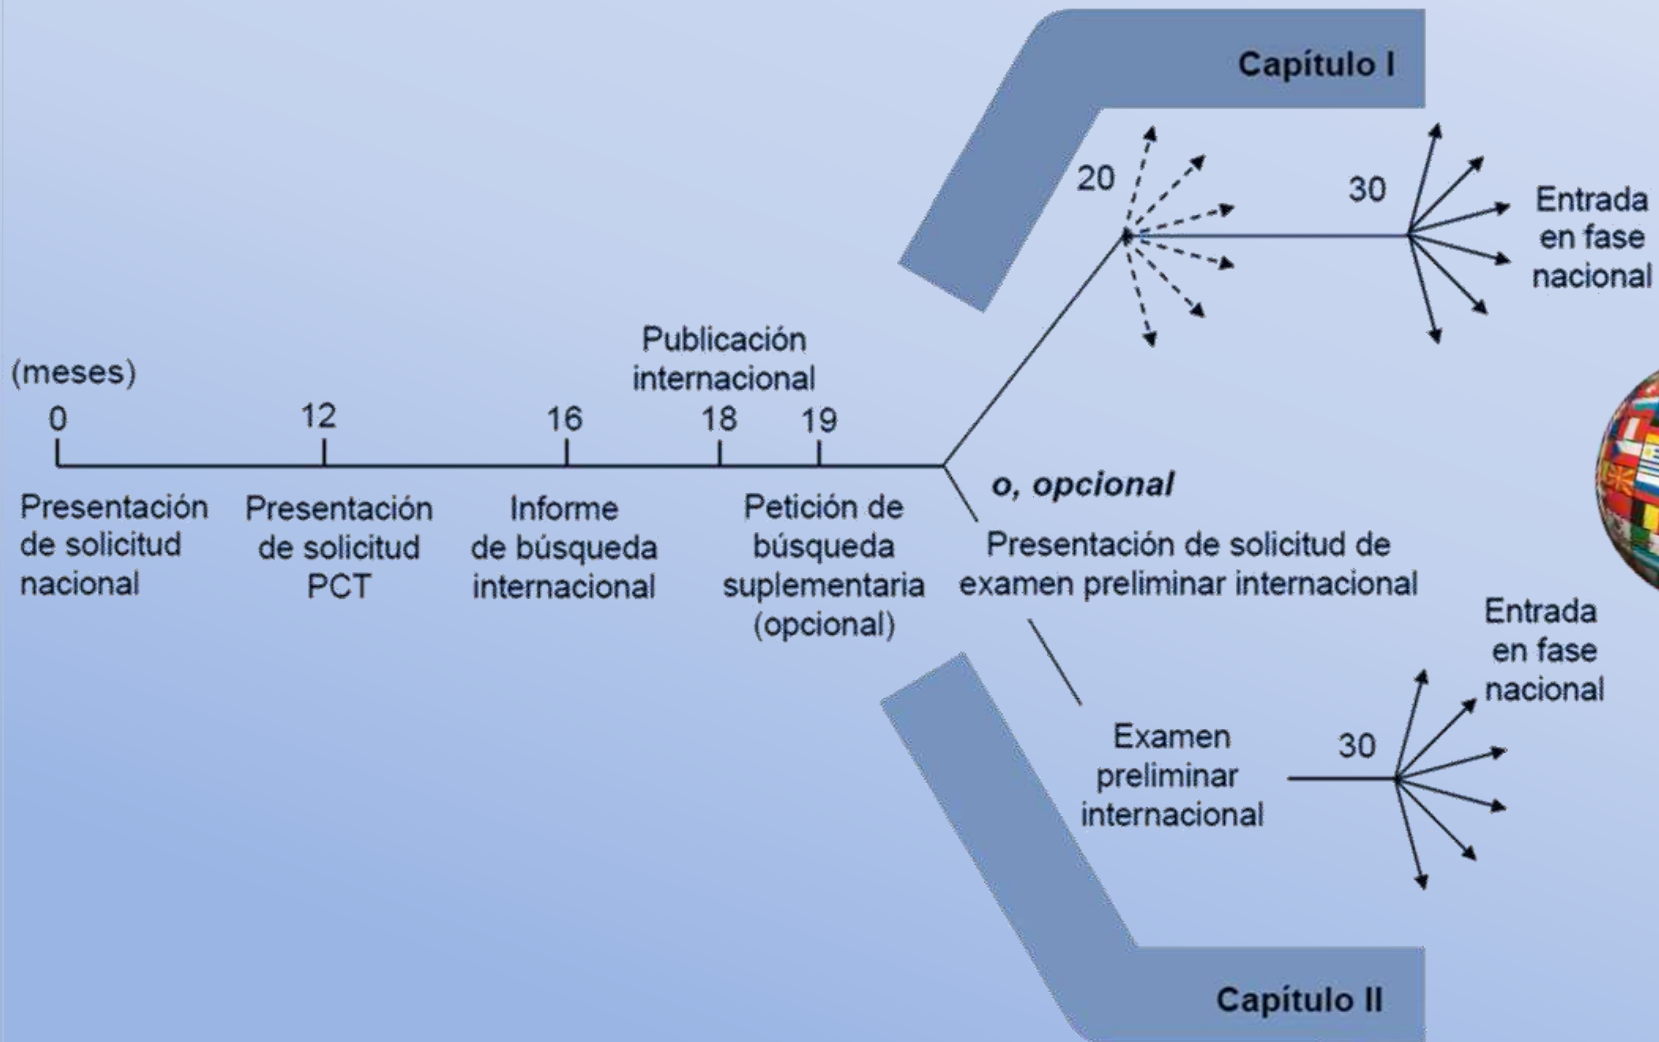 Capítulo I
20
30
Entrada
en fase
nacional
Publicación
internacional
(meses)
0
12
16
18
19
Presentación
de solicitud
nacional
Presentación
de solicitud
PCT
Informe
de búsqueda
internacional
Petición de
búsqueda
suplementaria
(opcional)
o, opcional
Presentación de solicitud de
examen preliminar internacional
Entrada
en fase
nacional
Examen
preliminar
internacional
30
Capítulo II